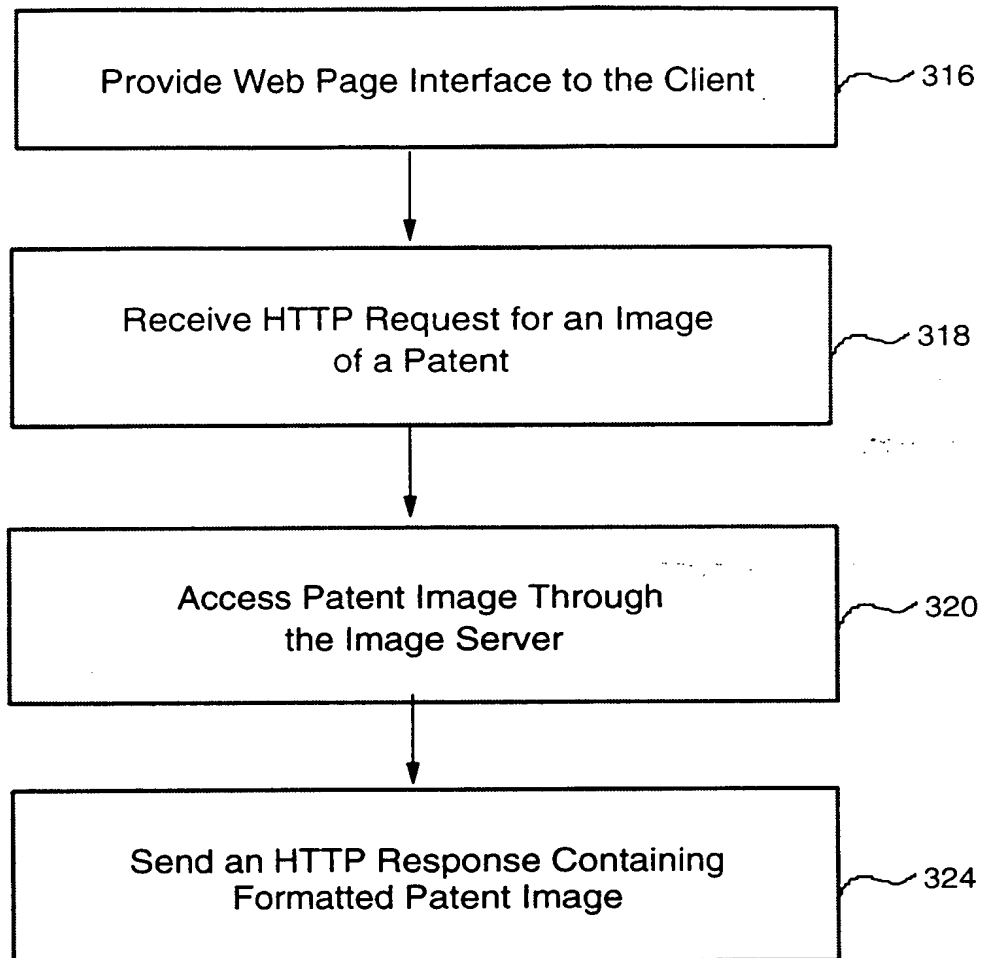 Provide Web Page Interface to the Client
316
Receive HTTP Request for an Image
of a Patent
318
Access Patent Image Through
the Image Server
320
Send an HTTP Response Containing
Formatted Patent Image
324